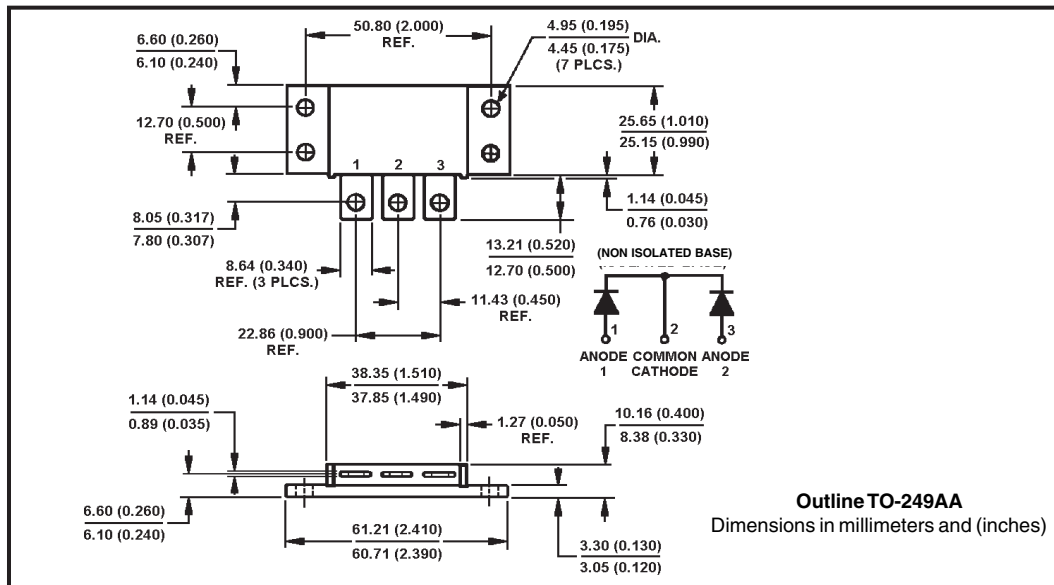 50.80 (2.000)
REF.
4.95 (0.195)
4.45 (0.175)
DIA.
(7 PLCS.)
6.60 (0.260)
6.10 (0.240)
12.70 (0.500)
REF.
25.65 (1.010)
25.15 (0.990)
1 2 3
1.14 (0.045)
0.76 (0.030)
8.05 (0.317)
7.80 (0.307)
13.21 (0.520)
12.70 (0.500)
8.64 (0.340)
REF. (3 PLCS.)
11.43 (0.450)
REF.
22.86 (0.900)
REF.
(NON ISOLATED BASE)
1 2 3
ANODE COMMON ANODE
1 CATHODE 2
38.35 (1.510)
37.85 (1.490)
1.14 (0.045)
0.89 (0.035)
1.27 (0.050)
REF.
10.16 (0.400)
8.38 (0.330)
6.60 (0.260)
6.10 (0.240)
61.21 (2.410)
60.71 (2.390)
3.30 (0.130)
3.05 (0.120)
Outline TO-249AA
Dimensions in millimeters and (inches)